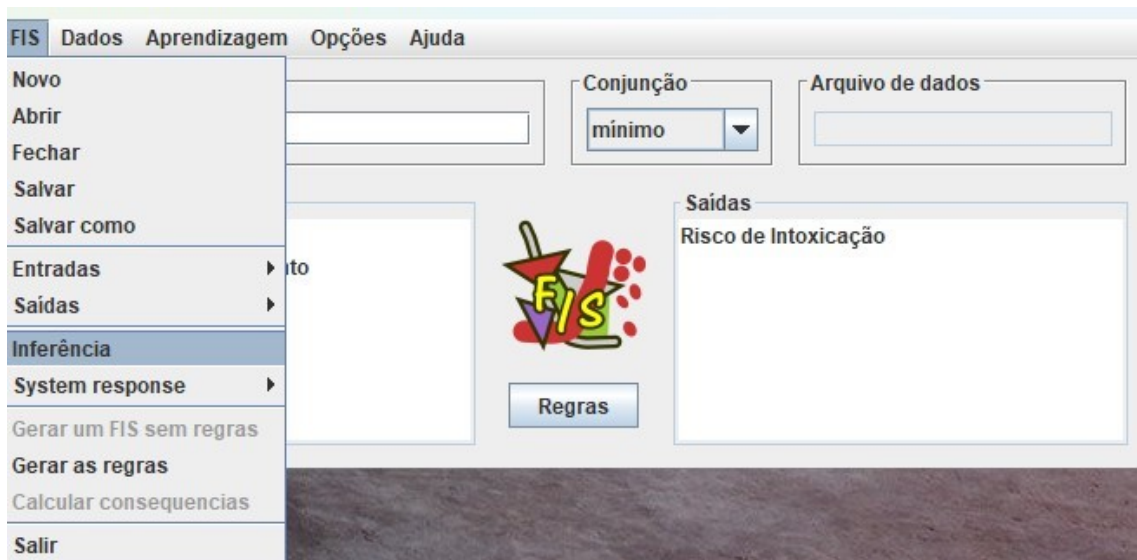 FIS Dados Aprendizagem Opções Ajuda
Novo
Abrir
Fechar
Salvar
Salvar como
Entradas
Saídas
Inferência
System response
Gerar um FIS sem regras
Gerar as regras
Calcular consequencias
Salir
Conjunção
mínimo
Arquivo de dados
FIS
Regras
Saídas
Risco de Intoxicação